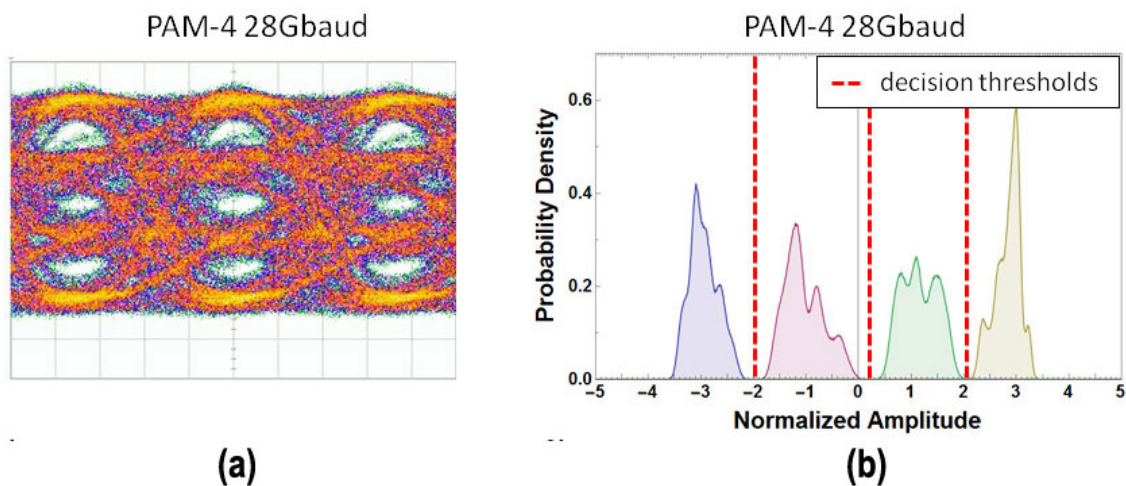 PAM-4 28Gbaud
(a)
PAM-4 28Gbaud
decision thresholds
Probability Density
0.6
0.4
0.2
0.0
−5 −4 −3 −2 −1 0 1 2 3 4 5
Normalized Amplitude
(b)